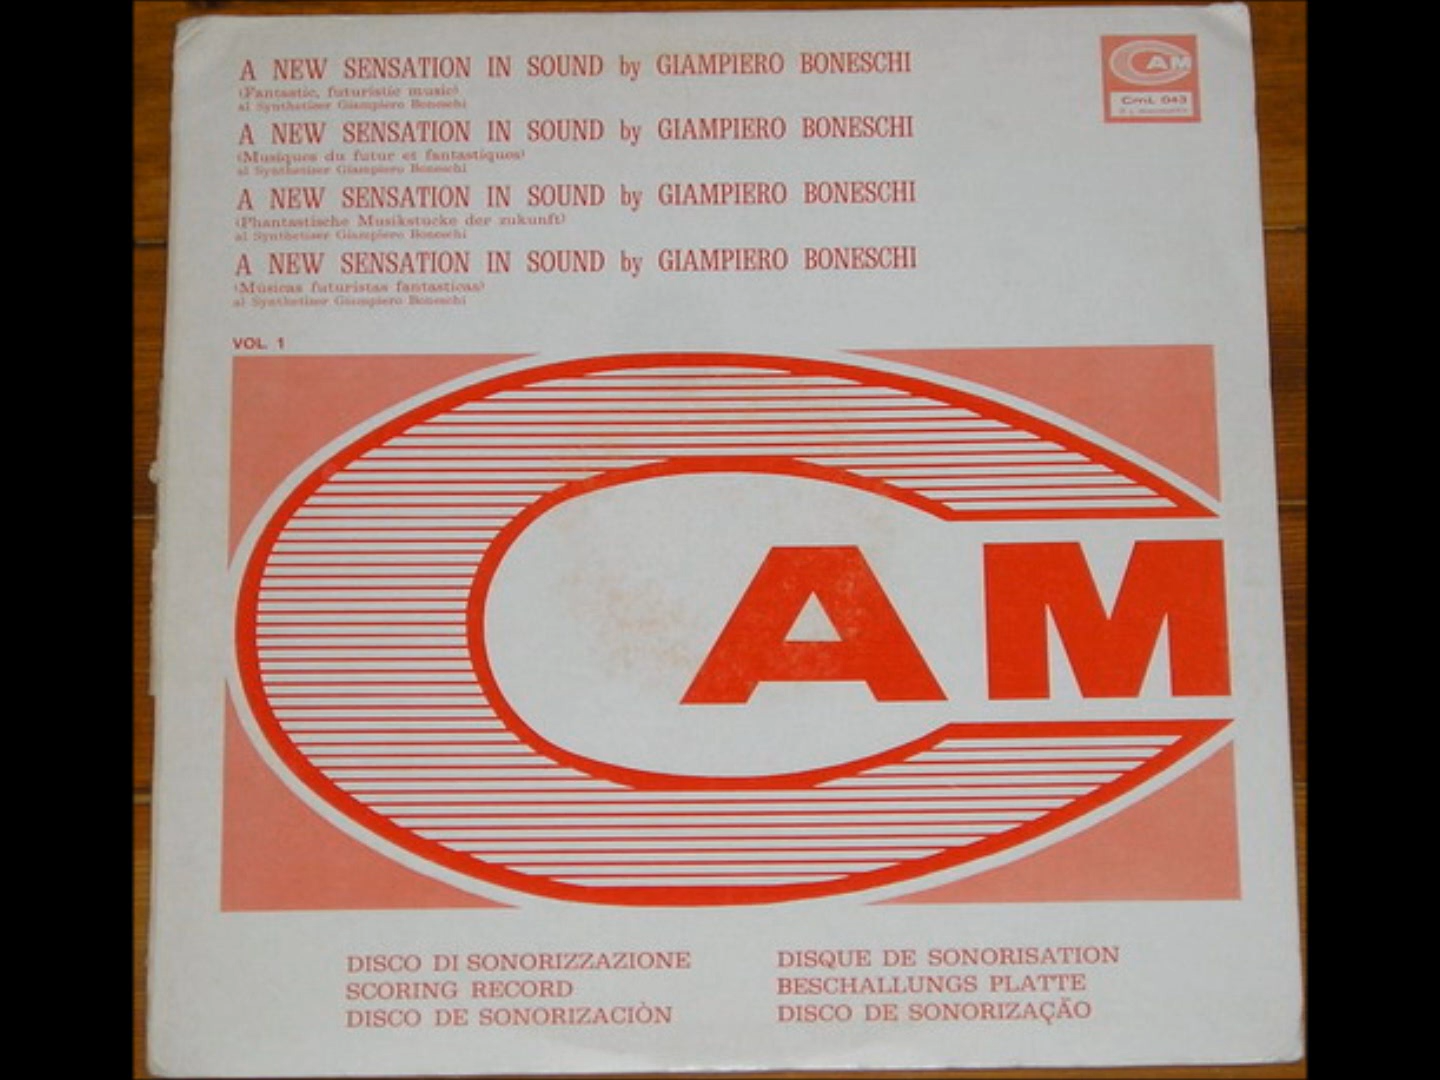 A NEW SENSATION IN SOUND by GIAMPIERO BONESCHI
(Fantastic, futuristic music)
al Synthetiser Giampiero Boneschi
A NEW SENSATION IN SOUND by GIAMPIERO BONESCHI
(Musiques du futur et fantastiques)
al Synthetiser Giampiero Boneschi
A NEW SENSATION IN SOUND by GIAMPIERO BONESCHI
(Phantastische Musikstucke der zukunft)
al Synthetiser Giampiero Boneschi
A NEW SENSATION IN SOUND by GIAMPIERO BONESCHI
(Músicas futuristas fantasticas)
al Synthetiser Giampiero Boneschi
CAM
CmL 043
VOL. 1
CAM
DISCO DI SONORIZZAZIONE
SCORING RECORD
DISCO DE SONORIZACIÒN
DISQUE DE SONORISATION
BESCHALLUNGS PLATTE
DISCO DE SONORIZAÇÃO